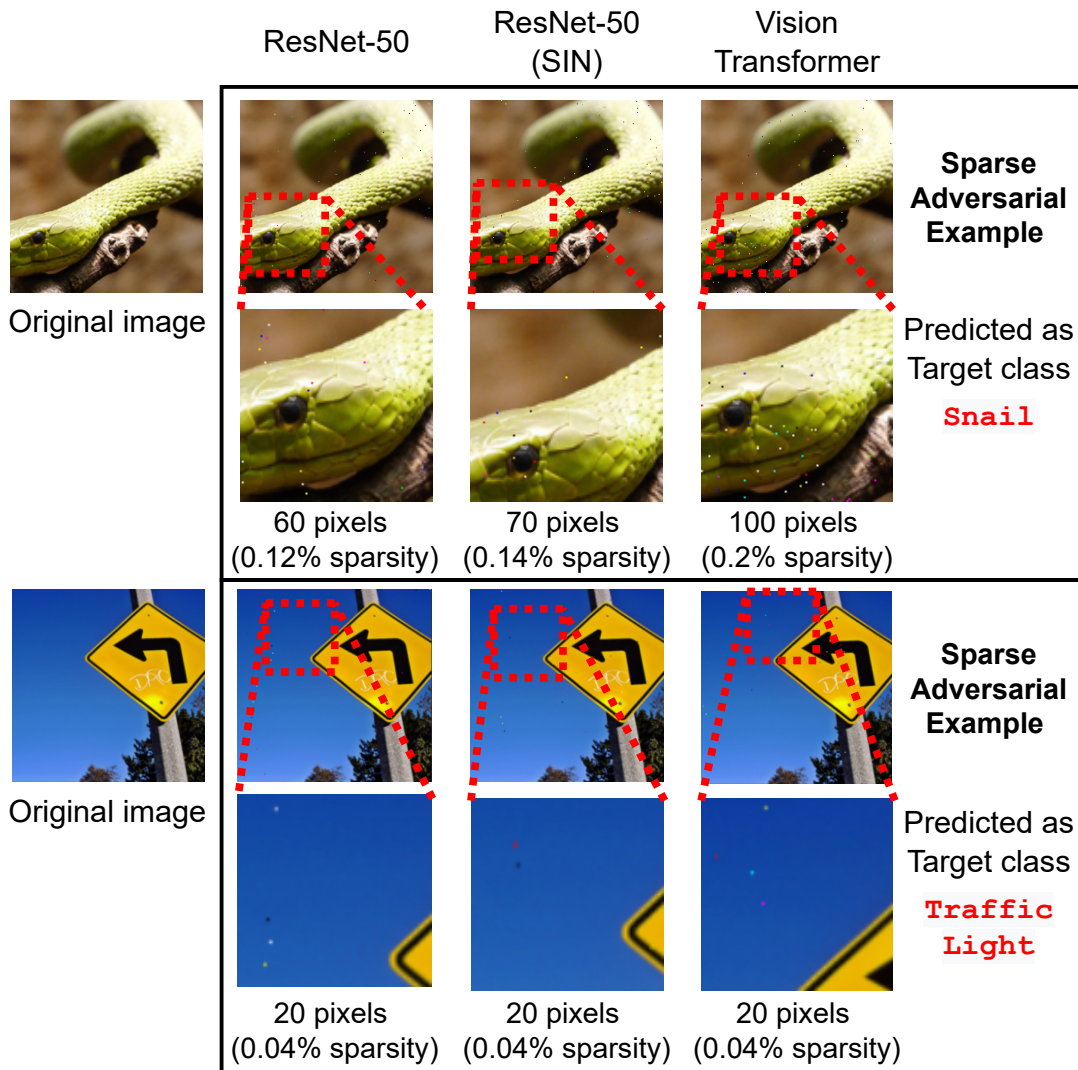 ResNet-50
ResNet-50
(SIN)
Vision
Transformer
Original image
Sparse
Adversarial
Example
Predicted as
Target class
Snail
60 pixels
(0.12% sparsity)
70 pixels
(0.14% sparsity)
100 pixels
(0.2% sparsity)
Original image
Sparse
Adversarial
Example
Predicted as
Target class
Traffic
Light
20 pixels
(0.04% sparsity)
20 pixels
(0.04% sparsity)
20 pixels
(0.04% sparsity)